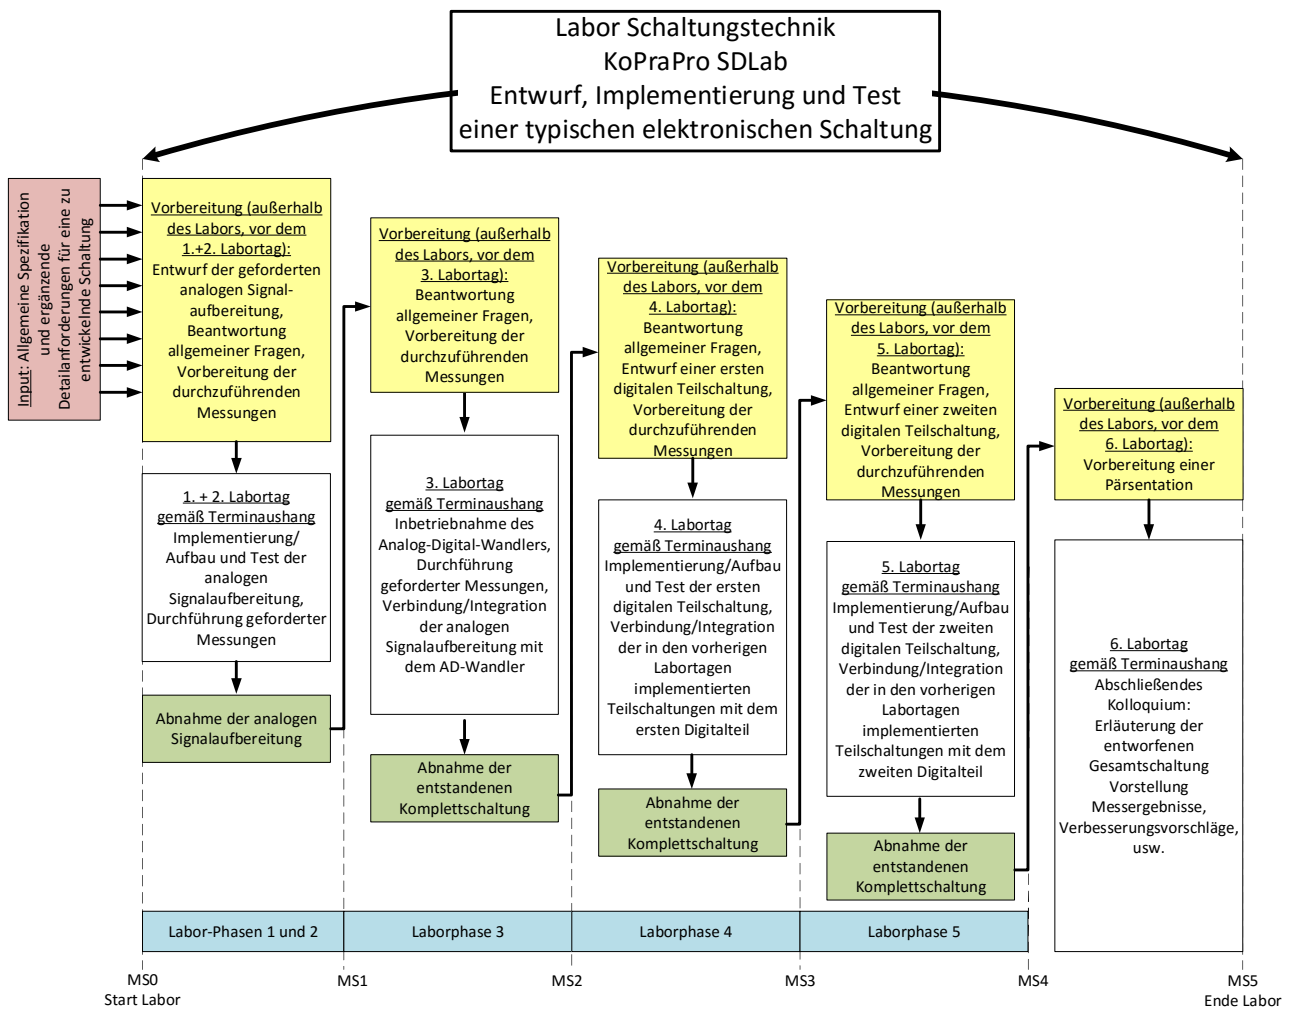 Labor Schaltungstechnik
KoPraPro SDLab
Entwurf, Implementierung und Test
einer typischen elektronischen Schaltung
Input: Allgemeine Spezifikation
und ergänzende
Detailanforderungen für eine zu
entwickelnde Schaltung
Vorbereitung (außerhalb
des Labors, vor dem
1.+2. Labortag):
Entwurf der geforderten
analogen Signal-
aufbereitung,
Beantwortung
allgemeiner Fragen,
Vorbereitung der
durchzuführenden
Messungen
1. + 2. Labortag
gemäß Terminaushang
Implementierung/
Aufbau und Test der
analogen
Signalaufbereitung,
Durchführung geforderter
Messungen
Abnahme der analogen
Signalaufbereitung
Vorbereitung (außerhalb
des Labors, vor dem
3. Labortag):
Beantwortung
allgemeiner Fragen,
Vorbereitung der
durchzuführenden
Messungen
3. Labortag
gemäß Terminaushang
Inbetriebnahme des
Analog-Digital-Wandlers,
Durchführung
geforderter Messungen,
Verbindung/Integration
der analogen
Signalaufbereitung mit
dem AD-Wandler
Abnahme der
entstandenen
Komplettschaltung
Vorbereitung (außerhalb
des Labors, vor dem
4. Labortag):
Beantwortung
allgemeiner Fragen,
Entwurf einer ersten
digitalen Teilschaltung,
Vorbereitung der
durchzuführenden
Messungen
4. Labortag
gemäß Terminaushang
Implementierung/Aufbau
und Test der ersten
digitalen Teilschaltung,
Verbindung/Integration
der in den vorherigen
Labortagen
implementierten
Teilschaltungen mit dem
ersten Digitalteil
Abnahme der
entstandenen
Komplettschaltung
Vorbereitung (außerhalb
des Labors, vor dem
5. Labortag):
Beantwortung
allgemeiner Fragen,
Entwurf einer zweiten
digitalen Teilschaltung,
Vorbereitung der
durchzuführenden
Messungen
5. Labortag
gemäß Terminaushang
Implementierung/Aufbau
und Test der zweiten
digitalen Teilschaltung,
Verbindung/Integration
der in den vorherigen
Labortagen
implementierten
Teilschaltungen mit dem
zweiten Digitalteil
Abnahme der
entstandenen
Komplettschaltung
Vorbereitung (außerhalb
des Labors, vor dem
6. Labortag):
Vorbereitung einer
Pärsentation
6. Labortag
gemäß Terminaushang
Abschließendes
Kolloquium:
Erläuterung der
entworfenen
Gesamtschaltung
Vorstellung
Messergebnisse,
Verbesserungsvorschläge,
usw.
Labor-Phasen 1 und 2
Laborphase 3
Laborphase 4
Laborphase 5
MS0
Start Labor
MS1
MS2
MS3
MS4
MS5
Ende Labor